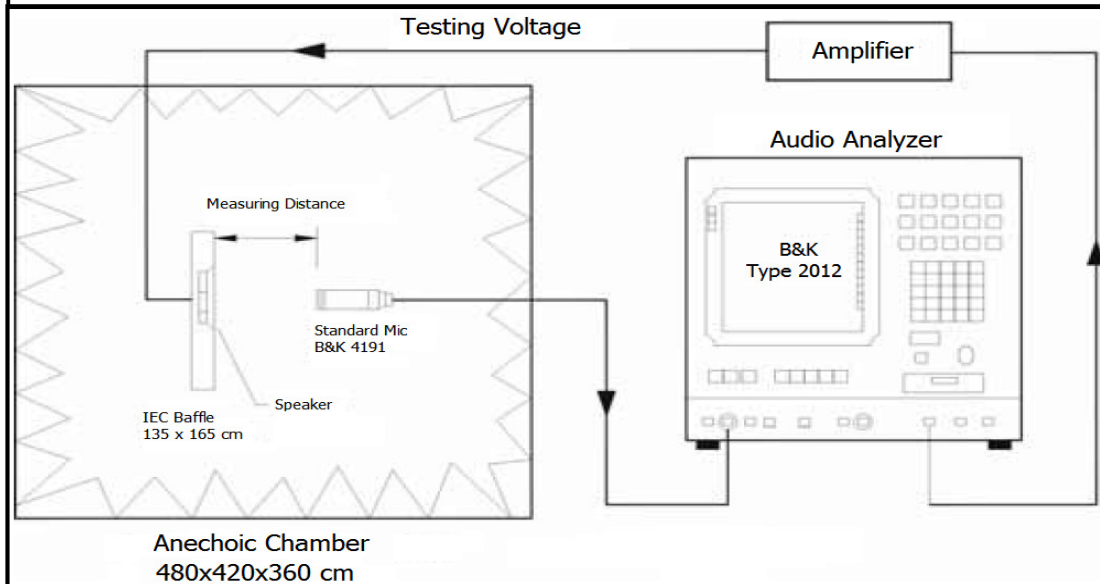 Testing Voltage
Amplifier
Audio Analyzer
Measuring Distance
B&K
Type 2012
Standard Mic
B&K 4191
Speaker
IEC Baffle
135 x 165 cm
Anechoic Chamber
480x420x360 cm